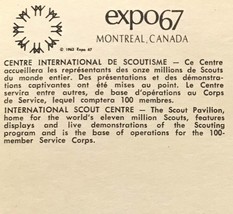 expo67
© 1963 Expo 67
MONTREAL, CANADA
CENTRE INTERNATIONAL DE SCOUTISME — Ce Centre
accueillera les représentants des onze millions de Scouts
du monde entier. Des présentations et des démonstra-
tions captivantes ont été mises au point. Le Centre
servira entre autres, de base d'opérations au Corps
de Service, lequel comptera 100 membres.
INTERNATIONAL SCOUT CENTRE — The Scout Pavilion,
home for the world's eleven million Scouts, features
displays and live demonstrations of the Scouting
program and is the base of operations for the 100-
member Service Corps.